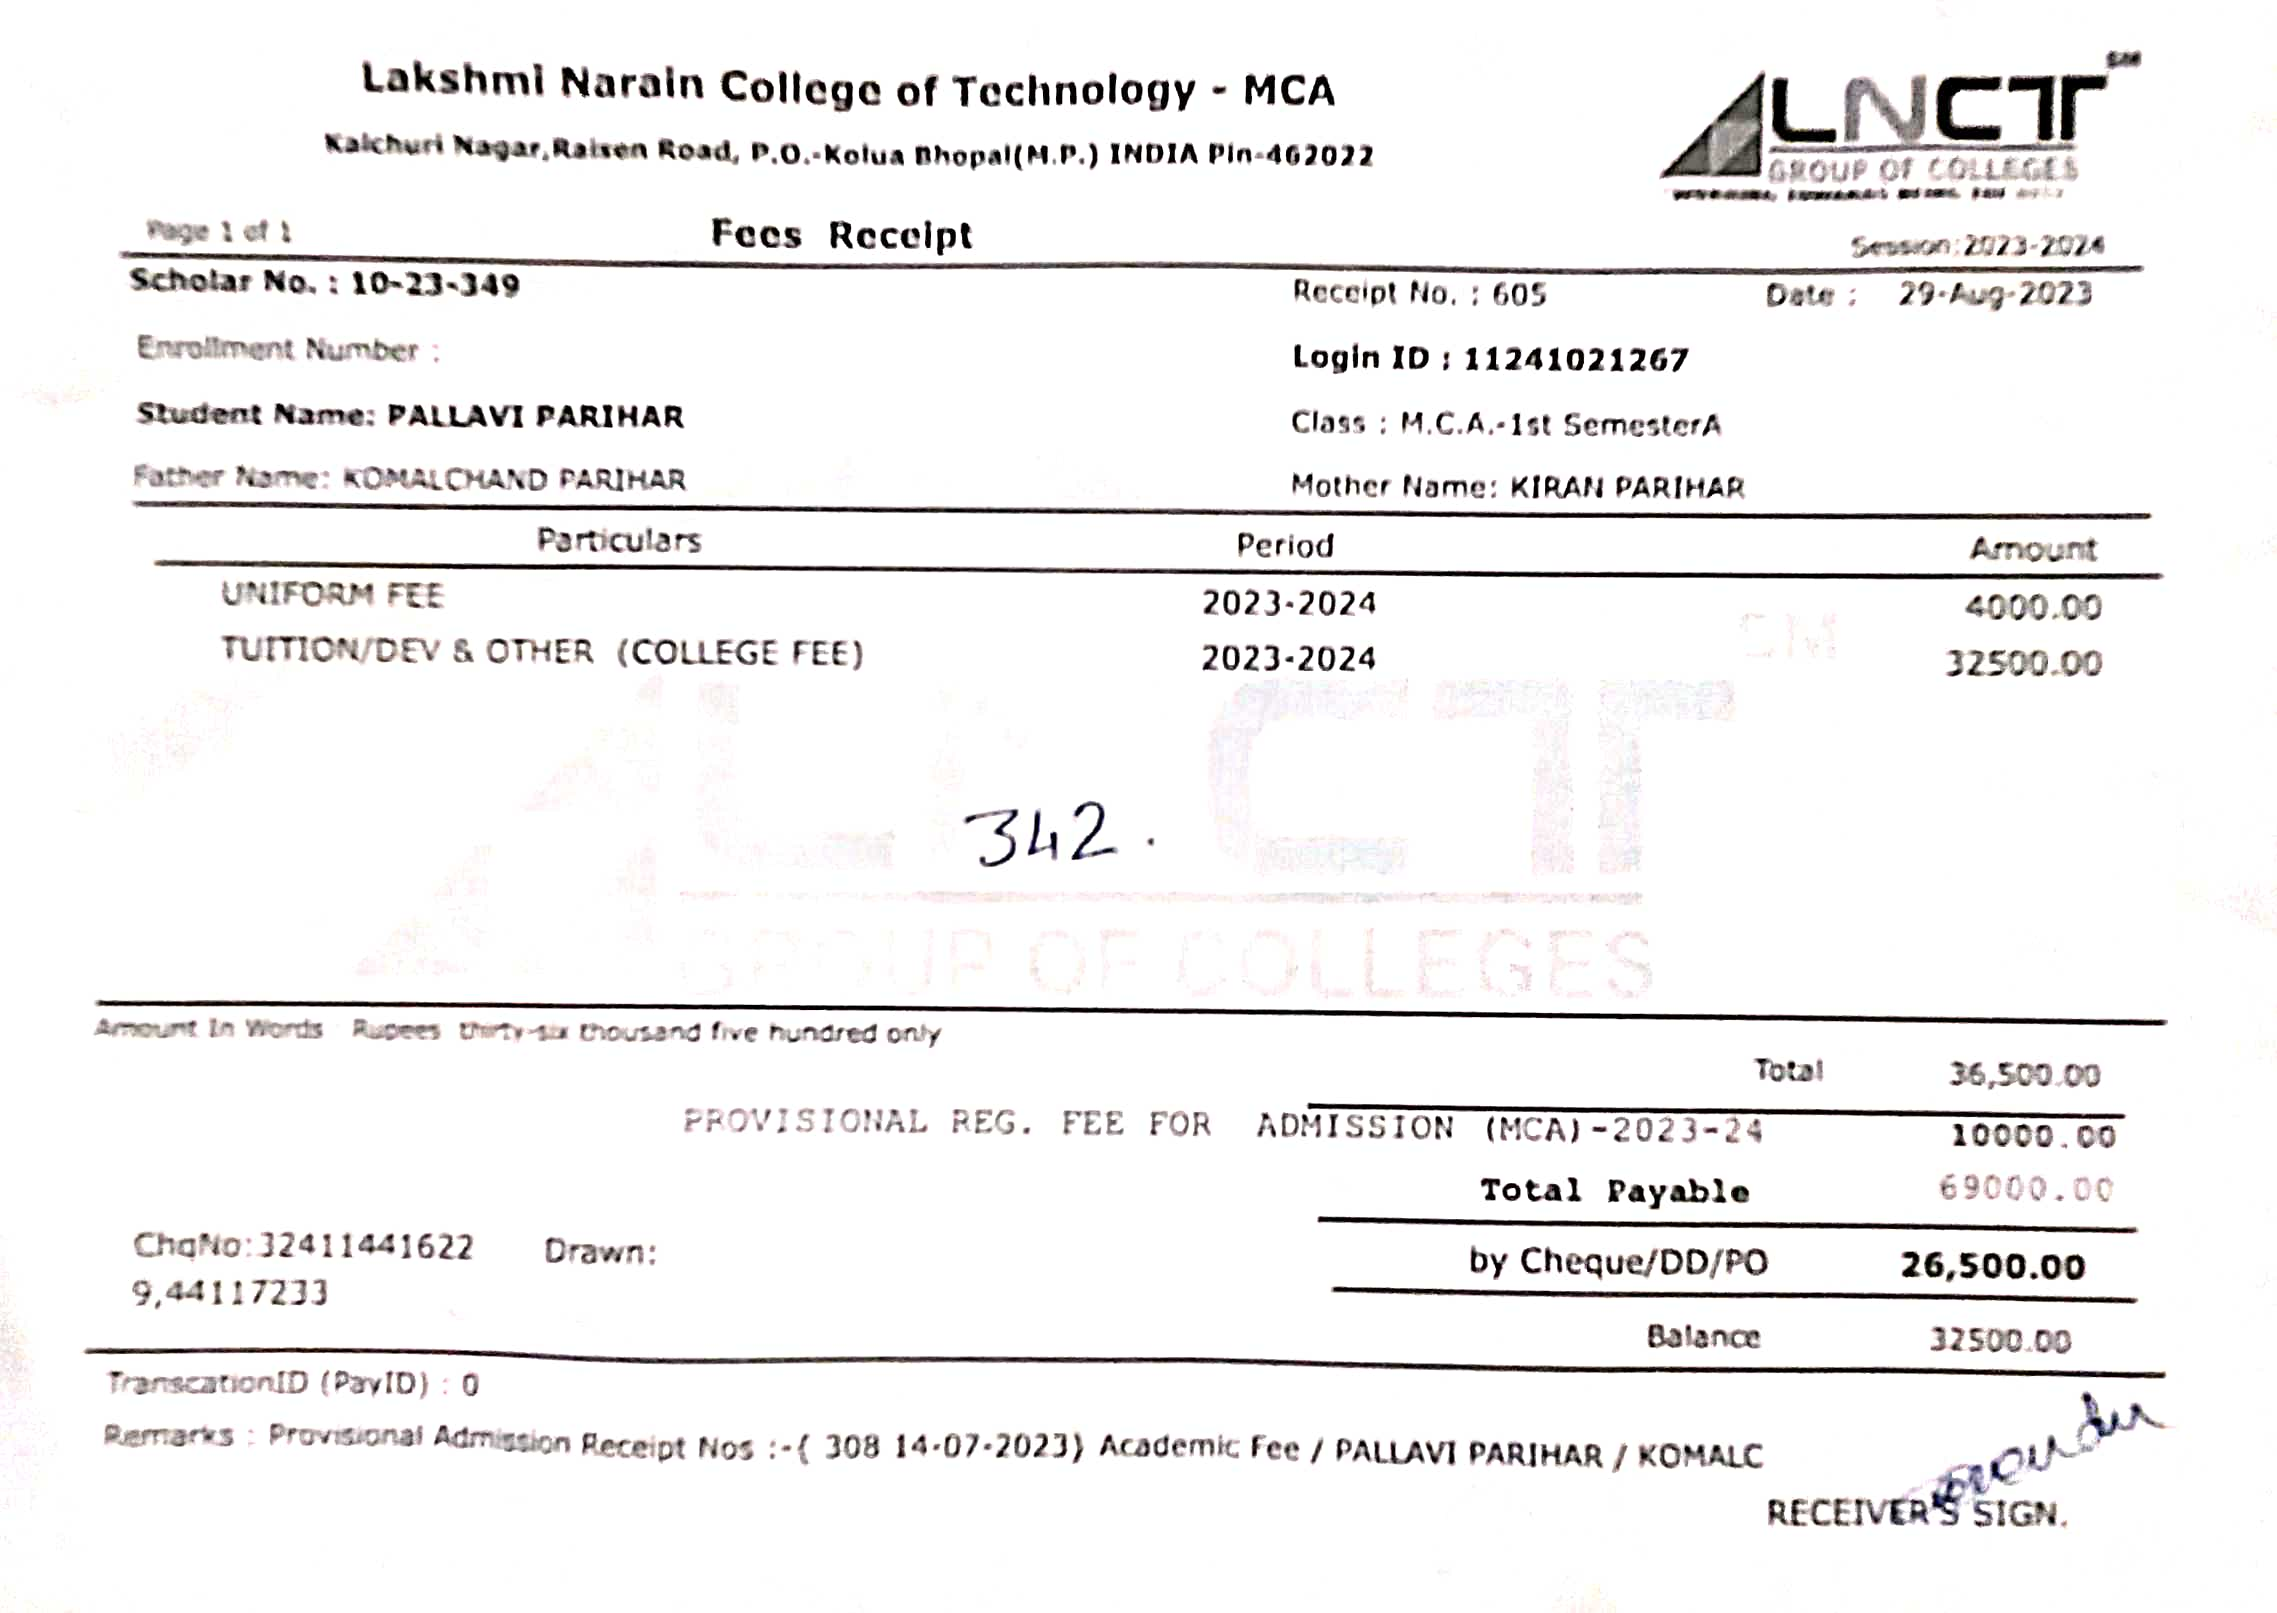 Lakshmi Narain College of Technology - MCA
Kalchuri Nagar,Raisen Road, P.O.-Kolua Bhopal(M.P.) INDIA Pin-462022
LNCT
GROUP OF COLLEGES
Page 1 of 1 Fees Receipt Session:2023-2024
Scholar No. : 10-23-349 Receipt No. : 605 Date : 29-Aug-2023
Enrollment Number : Login ID : 11241021267
Student Name: PALLAVI PARIHAR Class : M.C.A.-1st SemesterA
Father Name: KOMALCHAND PARIHAR Mother Name: KIRAN PARIHAR
Particulars Period Amount
UNIFORM FEE 2023-2024 4000.00
TUITION/DEV & OTHER (COLLEGE FEE) 2023-2024 32500.00
342.
GROUP OF COLLEGES
Amount In Words Rupees thirty-six thousand five hundred only
Total 36,500.00
PROVISIONAL REG. FEE FOR ADMISSION (MCA)-2023-24 10000.00
Total Payable 69000.00
ChqNo:32411441622 Drawn: by Cheque/DD/PO 26,500.00
9,44117233
Balance 32500.00
TranscationID (PayID) : 0
Remarks : Provisional Admission Receipt Nos :-( 308 14-07-2023) Academic Fee / PALLAVI PARIHAR / KOMALC
RECEIVER'S SIGN.